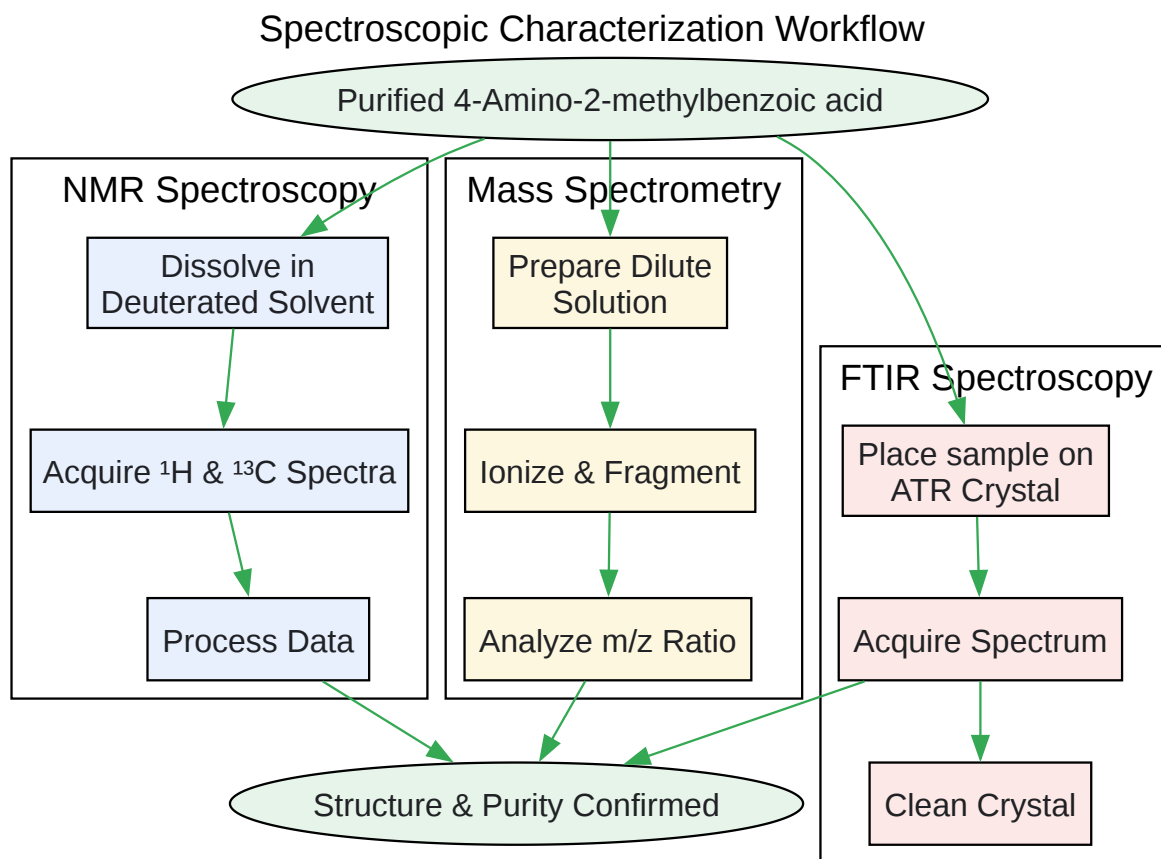 Spectroscopic Characterization Workflow
Purified 4-Amino-2-methylbenzoic acid
NMR Spectroscopy
Dissolve in
Deuterated Solvent
Acquire ¹H & ¹³C Spectra
Process Data
Mass Spectrometry
Prepare Dilute
Solution
Ionize & Fragment
Analyze m/z Ratio
FTIR Spectroscopy
Place sample on
ATR Crystal
Acquire Spectrum
Clean Crystal
Structure & Purity Confirmed